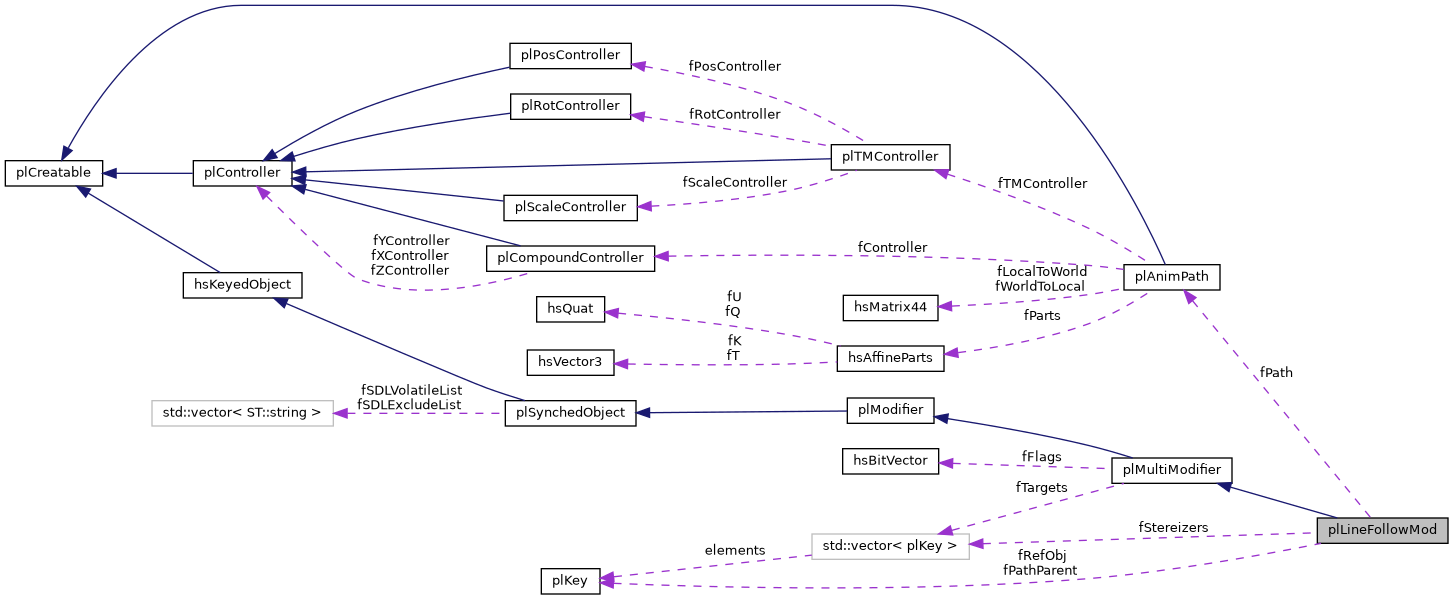 plPosController
fPosController
plRotController
fRotController
plTMController
plCreatable
plController
fScaleController
fTMController
plScaleController
fYController
fXController
fZController
plCompoundController
fController
plAnimPath
hsKeyedObject
fLocalToWorld
fWorldToLocal
hsQuat
fU
fQ
hsMatrix44
fParts
hsVector3
fK
fT
hsAffineParts
fPath
fSDLVolatileList
fSDLExcludeList
std::vector< ST::string >
plSynchedObject
plModifier
hsBitVector
fFlags
plMultiModifier
fTargets
fStereizers
plLineFollowMod
std::vector< plKey >
elements
fRefObj
fPathParent
plKey